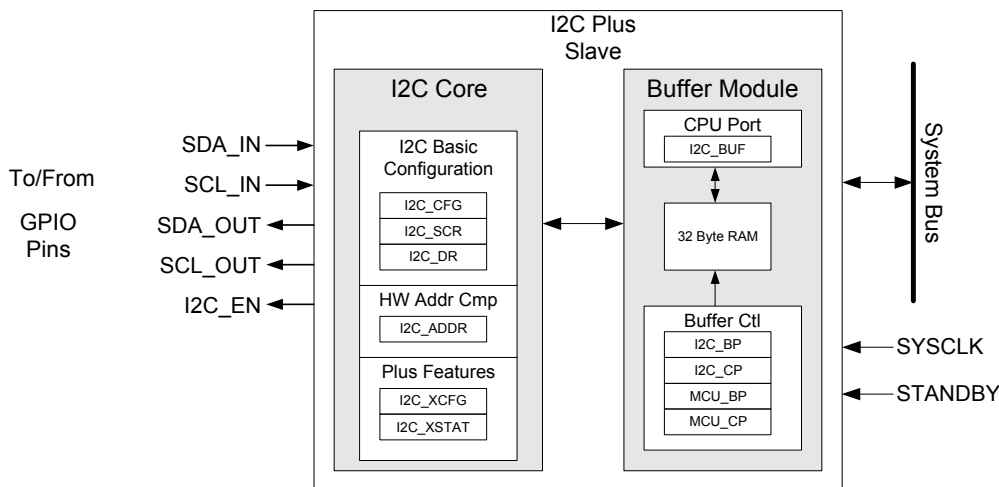 I2C Plus
Slave
I2C Core
I2C Basic
Configuration
I2C_CFG
I2C_SCR
I2C_DR
HW Addr Cmp
I2C_ADDR
Plus Features
I2C_XCFG
I2C_XSTAT
Buffer Module
CPU Port
I2C_BUF
32 Byte RAM
Buffer Ctl
I2C_BP
I2C_CP
MCU_BP
MCU_CP
To/From
GPIO
Pins
SDA_IN
SCL_IN
SDA_OUT
SCL_OUT
I2C_EN
System Bus
SYSCLK
STANDBY